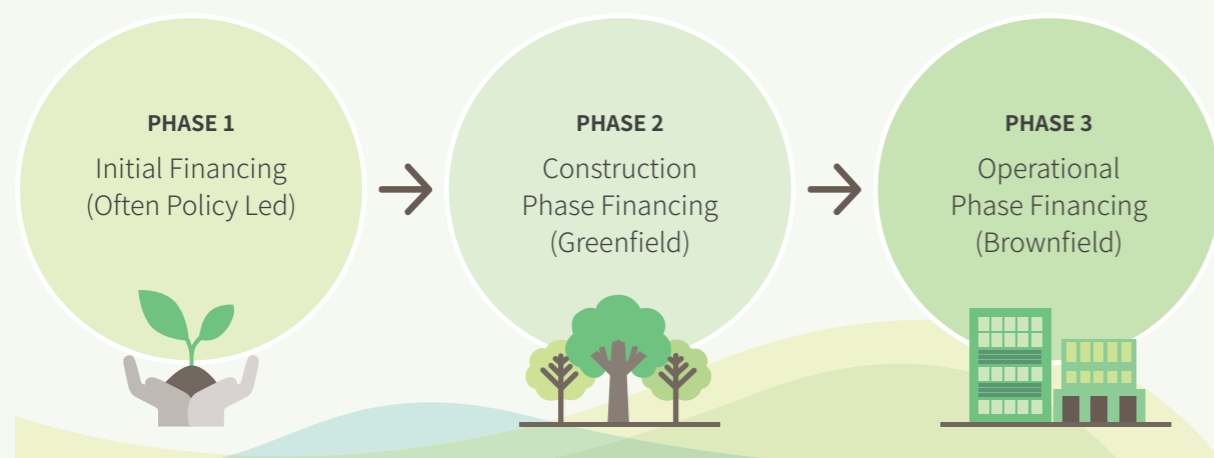 PHASE 1
Initial Financing
(Often Policy Led)
PHASE 2
Construction
Phase Financing
(Greenfield)
PHASE 3
Operational
Phase Financing
(Brownfield)